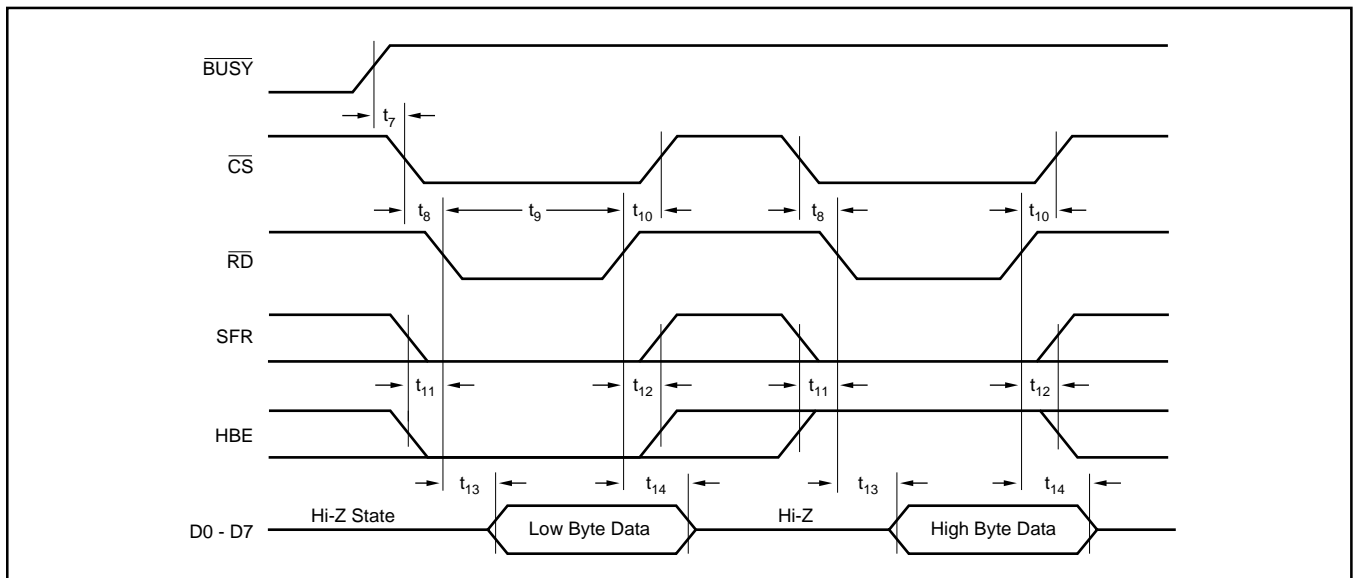 BUSY
t7
CS
t8 t9 t10 t8 t10
RD
SFR
t11 t12 t11 t12
HBE
t13 t14 t13 t14
Hi-Z State Low Byte Data Hi-Z High Byte Data
D0 - D7